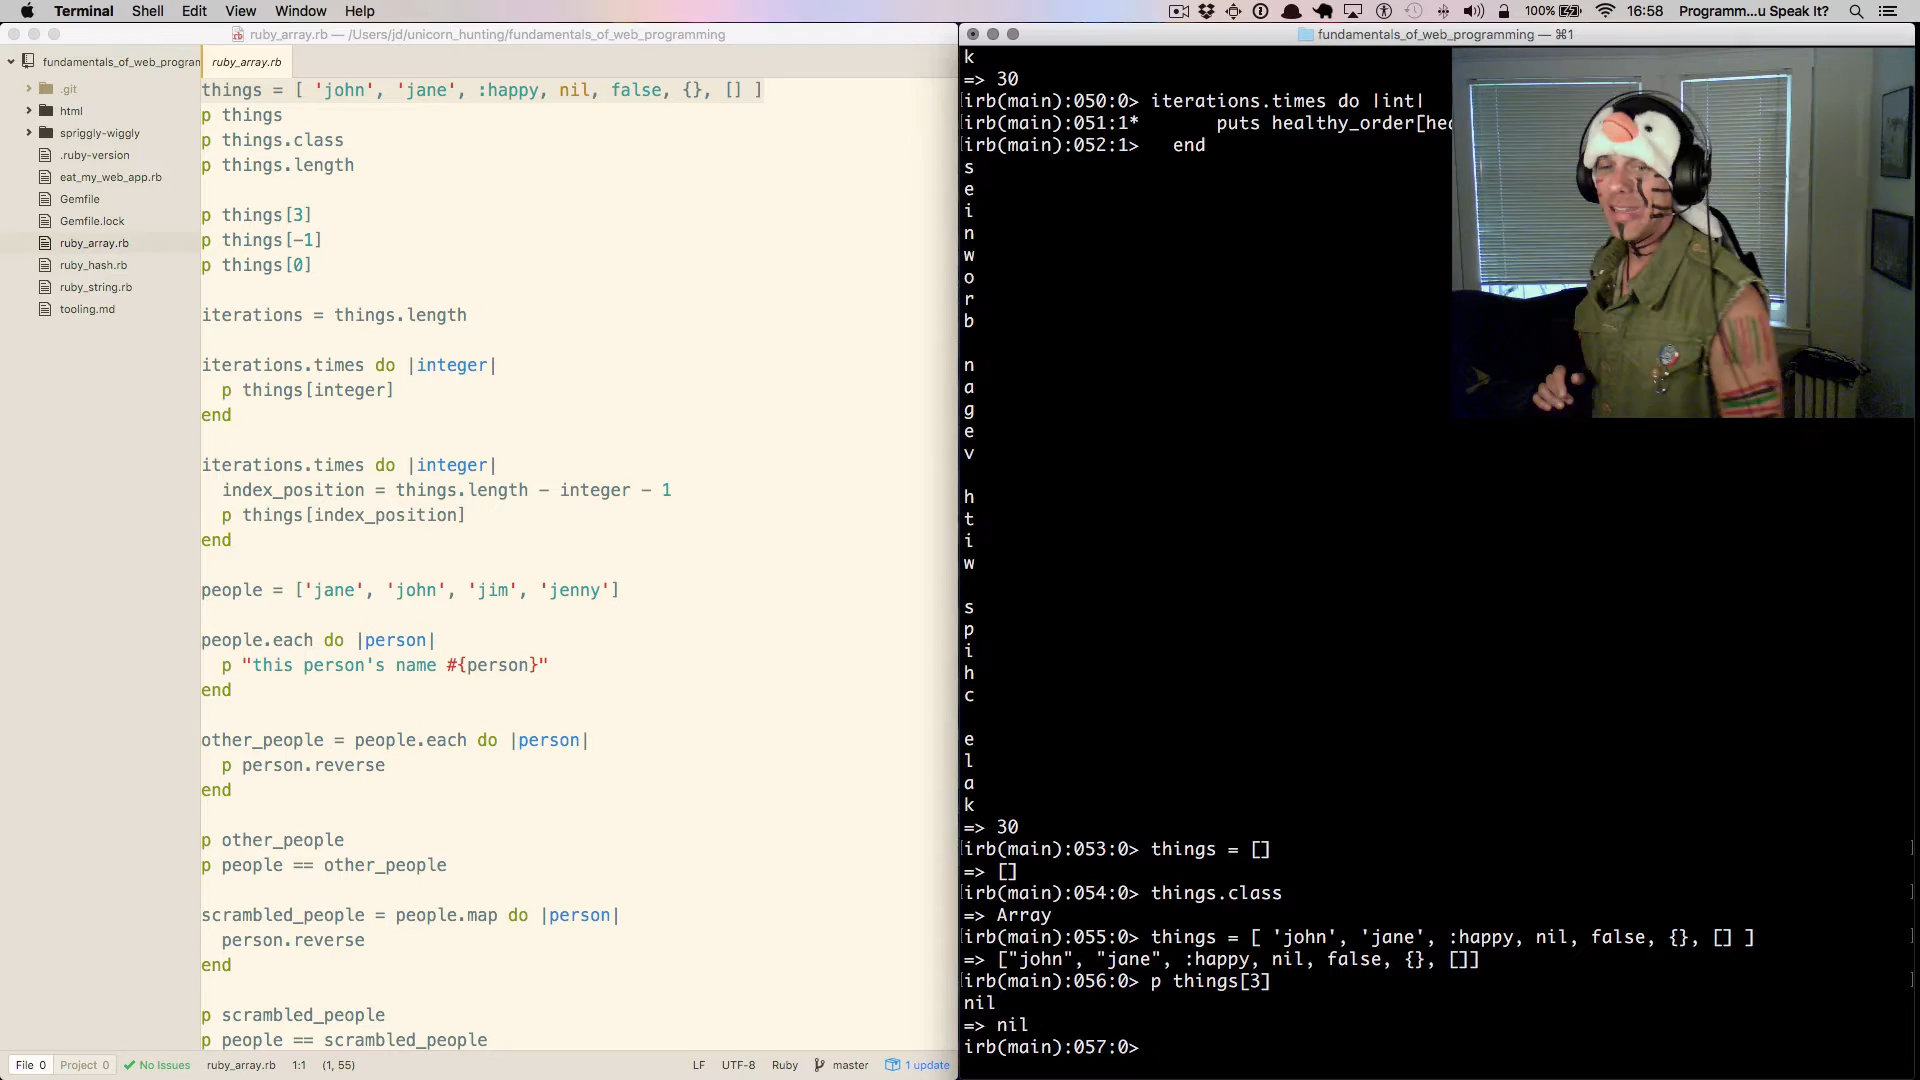 Terminal Shell Edit View Window Help
100% 16:58 Programm...u Speak It?
ruby_array.rb — /Users/jd/unicorn_hunting/fundamentals_of_web_programming
fundamentals_of_web_program
.git
html
spriggly-wiggly
.ruby-version
eat_my_web_app.rb
Gemfile
Gemfile.lock
ruby_array.rb
ruby_hash.rb
ruby_string.rb
tooling.md
ruby_array.rb
things = [ 'john', 'jane', :happy, nil, false, {}, [] ]
p things
p things.class
p things.length
p things[3]
p things[-1]
p things[0]
iterations = things.length
iterations.times do |integer|
p things[integer]
end
iterations.times do |integer|
index_position = things.length - integer - 1
p things[index_position]
end
people = ['jane', 'john', 'jim', 'jenny']
people.each do |person|
p "this person's name #{person}"
end
other_people = people.each do |person|
p person.reverse
end
p other_people
p people == other_people
scrambled_people = people.map do |person|
person.reverse
end
p scrambled_people
p people == scrambled_people
File 0 Project 0 No Issues ruby_array.rb 1:1 (1, 55) LF UTF-8 Ruby master 1 update
fundamentals_of_web_programming — ⌘1
k
=> 30
irb(main):050:0> iterations.times do |int|
irb(main):051:1* puts healthy_order[hea
irb(main):052:1> end
s
e
i
n
w
o
r
b
n
a
g
e
v
h
t
i
w
s
p
i
h
c
e
l
a
k
=> 30
irb(main):053:0> things = []
=> []
irb(main):054:0> things.class
=> Array
irb(main):055:0> things = [ 'john', 'jane', :happy, nil, false, {}, [] ]
=> ["john", "jane", :happy, nil, false, {}, []]
irb(main):056:0> p things[3]
nil
=> nil
irb(main):057:0>